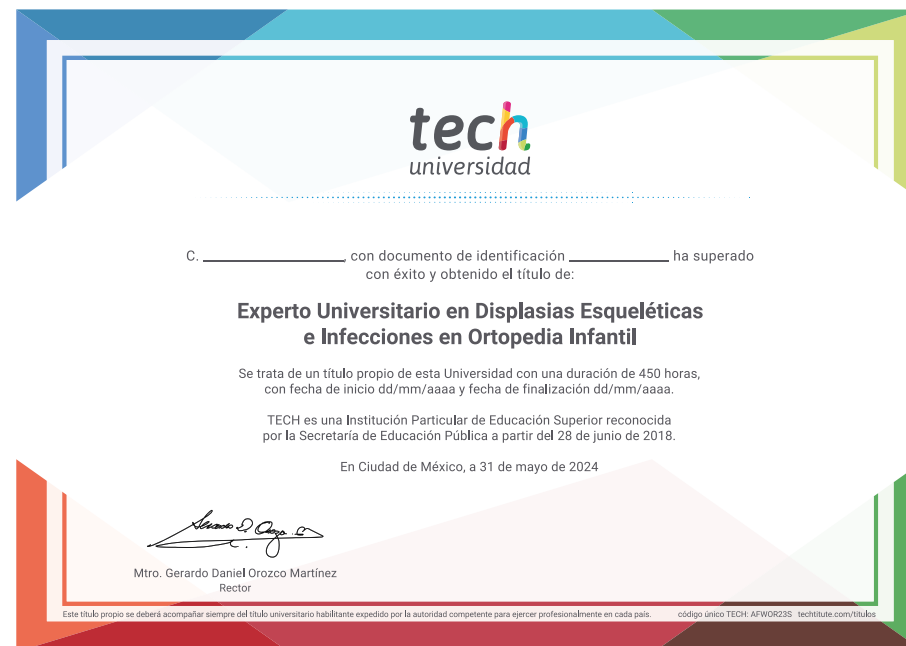 tech
universidad
C. ____________, con documento de identificación ____________ ha superado
con éxito y obtenido el título de:
Experto Universitario en Displasias Esqueléticas
e Infecciones en Ortopedia Infantil
Se trata de un título propio de esta Universidad con una duración de 450 horas,
con fecha de inicio dd/mm/aaaa y fecha de finalización dd/mm/aaaa.
TECH es una Institución Particular de Educación Superior reconocida
por la Secretaría de Educación Pública a partir del 28 de junio de 2018.
En Ciudad de México, a 31 de mayo de 2024
Mtro. Gerardo Daniel Orozco Martínez
Rector
Este título propio se deberá acompañar siempre del título universitario habilitante expedido por la autoridad competente para ejercer profesionalmente en cada país. código único TECH: AFWOR23S techtitute.com/titulos